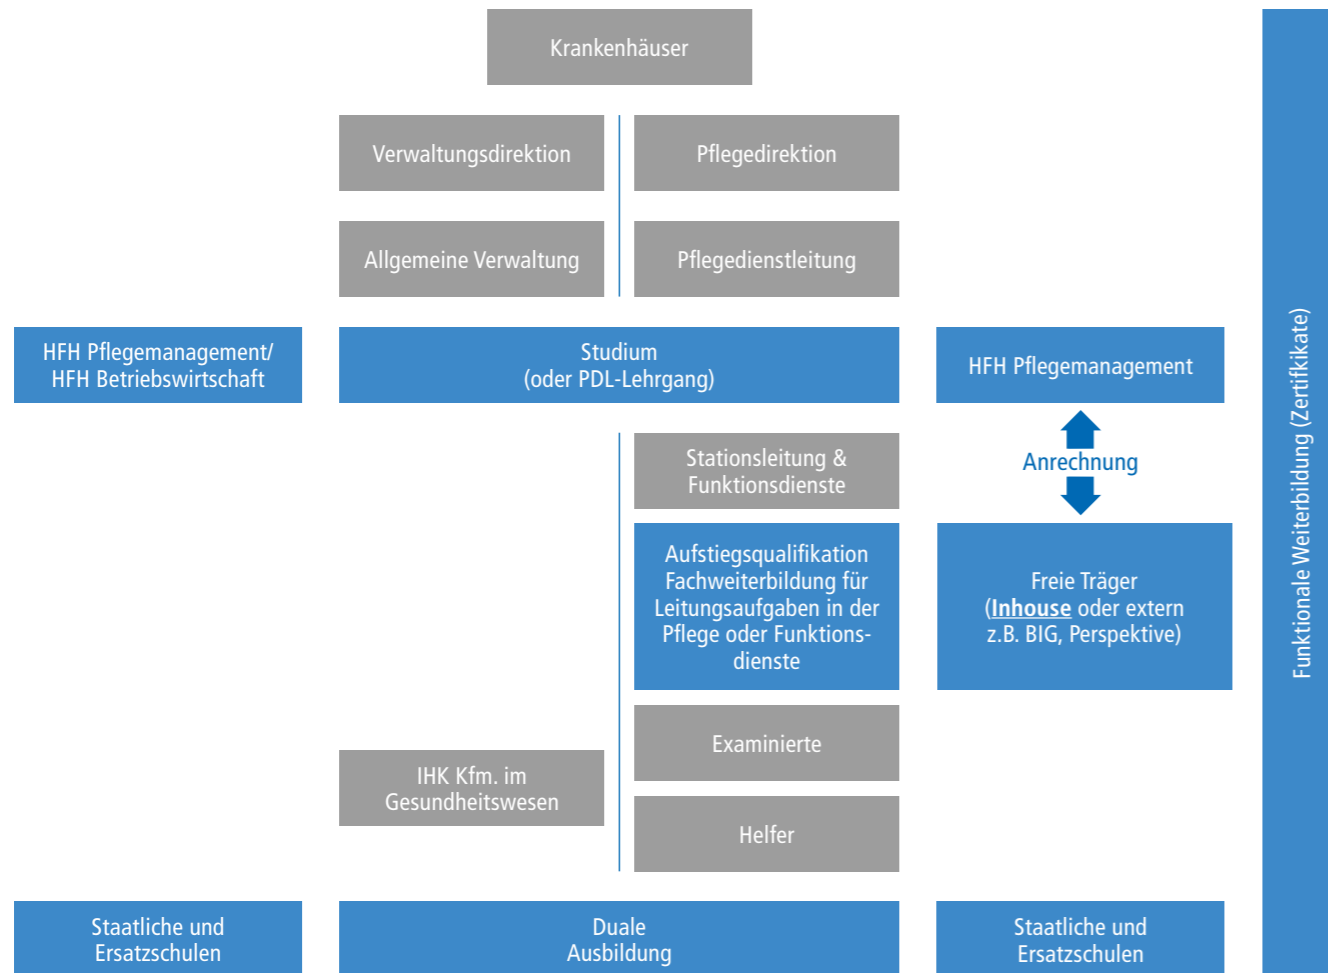 Krankenhäuser
Verwaltungsdirektion
Pflegedirektion
Allgemeine Verwaltung
Pflegedienstleitung
HFH Pflegemanagement/
HFH Betriebswirtschaft
Studium
(oder PDL-Lehrgang)
HFH Pflegemanagement
Stationsleitung &
Funktionsdienste
Anrechnung
Aufstiegsqualifikation
Fachweiterbildung für
Leitungsaufgaben in der
Pflege oder Funktions-
dienste
Freie Träger
(Inhouse oder extern
z.B. BIG, Perspektive)
Examinierte
IHK Kfm. im
Gesundheitswesen
Helfer
Staatliche und
Ersatzschulen
Duale
Ausbildung
Staatliche und
Ersatzschulen
Funktionale Weiterbildung (Zertifkikate)